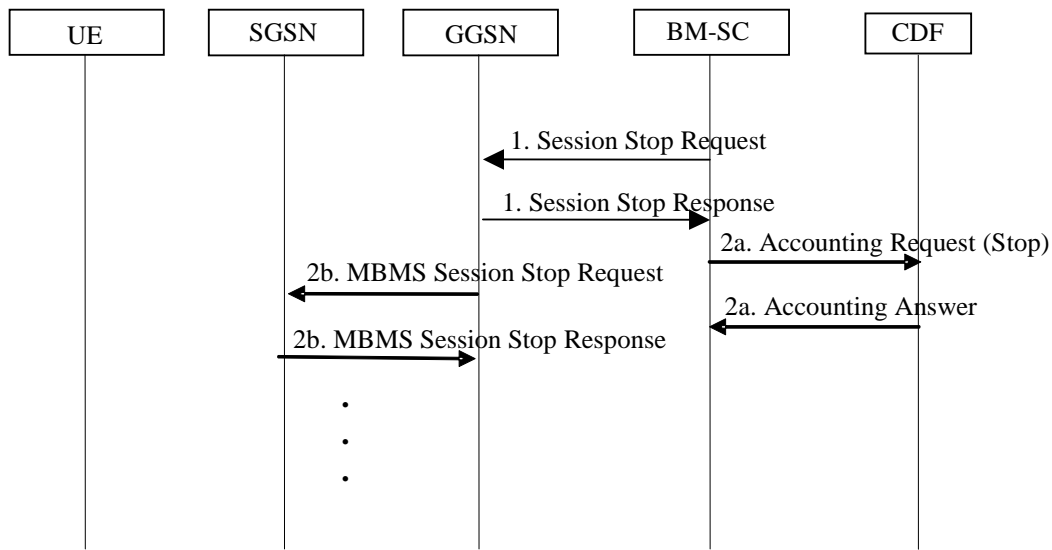 UE
SGSN
GGSN
BM-SC
CDF
1. Session Stop Request
1. Session Stop Response
2a. Accounting Request (Stop)
2b. MBMS Session Stop Request
2a. Accounting Answer
2b. MBMS Session Stop Response